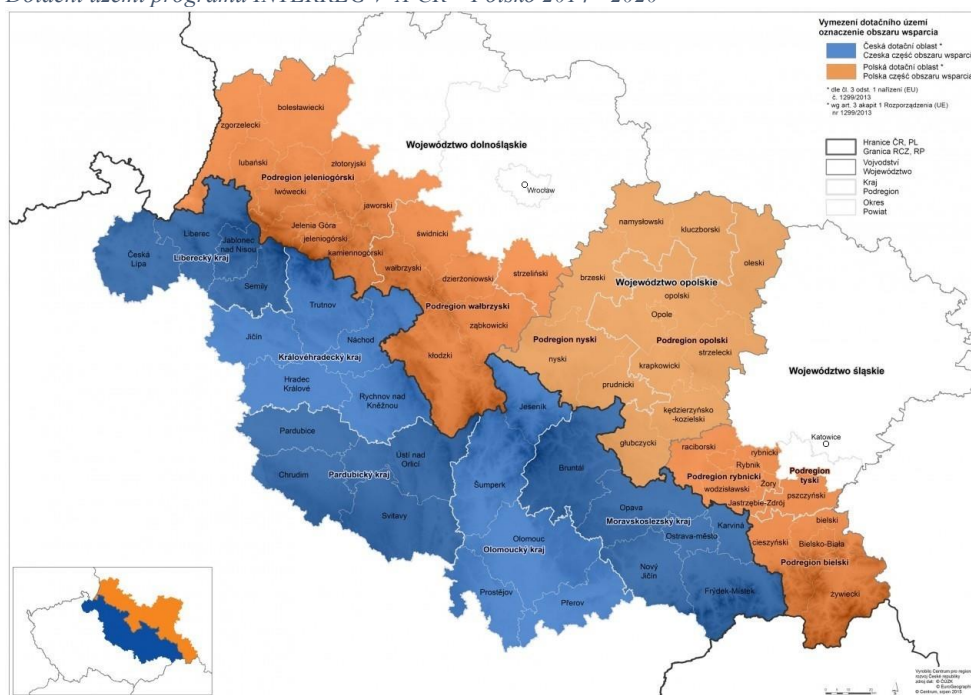 Dotační území programu INTERREG V-A ČR – Polsko 2014 - 2020
Vymezení dotačního území
oznaczenie obszaru wsparcia
Česká dotační oblast *
Czeska część obszaru wsparcia
Polská dotační oblast *
Polska część obszaru wsparcia
* dle čl. 3 odst. 1 nařízení (EU)
č. 1299/2013
* wg art. 3 akapit 1 Rozporządzenia (UE)
nr 1299/2013
Hranice ČR, PL
Granica RCZ, RP
Vojvodství
Województwo
Kraj
Podregion
Okres
Powiat
bolesławiecki
zgorzelecki
Województwo dolnośląskie
lubański
złotoryjski
Podregion jeleniogórski
lwówecki
Wrocław
jaworski
namysłowski
kluczborski
Jelenia Góra
jeleniogórski
świdnicki
kamiennogórski
Liberec
Jablonec
nad Nisou
Česká
Lípa
Liberecký kraj
wałbrzyski
dzierżoniowski
strzeliński
oleski
brzeski
Województwo opolskie
Semily
opolski
Trutnov
Podregion wałbrzyski
Opole
ząbkowicki
Jičín
Náchod
Podregion nyski
Podregion opolski
Královéhradecký kraj
kłodzki
nyski
strzelecki
krapkowicki
Województwo śląskie
Hradec
Králové
Rychnov nad
Kněžnou
prudnicki
Jeseník
kędzierzyńsko
-kozielski
Pardubice
głubczycki
Katowice
raciborski
rybnicki
Ústí nad
Orlicí
Bruntál
Rybnik
Podregion
tyski
Chrudim
Pardubický kraj
Šumperk
Podregion rybnicki
Żory
wodzisławski
pszczyński
Jastrzębie-Zdrój
Opava
Svitavy
Moravskoslezský kraj
Karviná
bielski
Ostrava-město
Olomouc
cieszyński
Bielsko-Biała
Olomoucký kraj
Podregion bielski
Nový
Jičín
Prostějov
Frýdek-Místek
żywiecki
Přerov